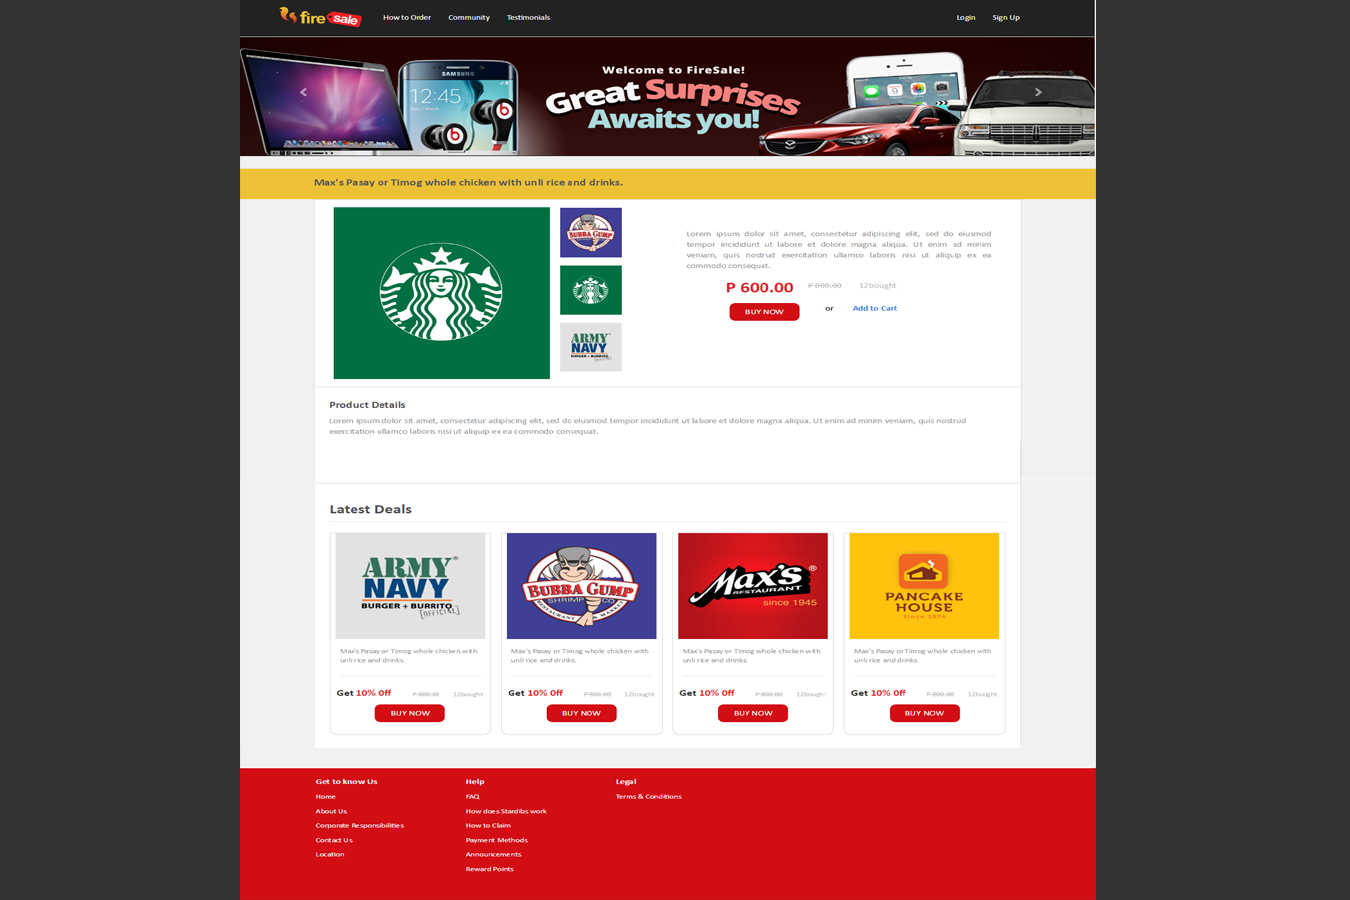 fire sale
How to Order Community Testimonials
Login Sign Up
SAMSUNG
12:45
Welcome to FireSale!
Great Surprises
Awaits you!
Max's Pasay or Timog whole chicken with unli rice and drinks.
BUBBA GUMP
ARMY
NAVY
BURGER + BURRITO
Lorem ipsum dolor sit amet, consectetur adipiscing elit, sed do eiusmod
tempor incididunt ut labore et dolore magna aliqua. Ut enim ad minim
veniam, quis nostrud exercitation ullamco laboris nisi ut aliquip ex ea
commodo consequat.
P 600.00 P 800.00 12bought
BUY NOW or Add to Cart
Product Details
Lorem ipsum dolor sit amet, consectetur adipiscing elit, sed do eiusmod tempor incididunt ut labore et dolore magna aliqua. Ut enim ad minim veniam, quis nostrud
exercitation ullamco laboris nisi ut aliquip ex ea commodo consequat.
Latest Deals
ARMY
NAVY
BURGER + BURRITO
[OFFICIAL]
BUBBA GUMP
SHRIMP CO
RESTAURANT & MARKET
Max's
RESTAURANT
since 1945
PANCAKE
HOUSE
Since 1974
Max's Pasay or Timog whole chicken with
unli rice and drinks.
Max's Pasay or Timog whole chicken with
unli rice and drinks.
Max's Pasay or Timog whole chicken with
unli rice and drinks.
Max's Pasay or Timog whole chicken with
unli rice and drinks.
Get 10% Off P 800.00 12bought
Get 10% Off P 800.00 12bought
Get 10% Off P 800.00 12bought
Get 10% Off P 800.00 12bought
BUY NOW
BUY NOW
BUY NOW
BUY NOW
Get to know Us
Home
About Us
Corporate Responsibilities
Contact Us
Location
Help
FAQ
How does Stardibs work
How to Claim
Payment Methods
Announcements
Reward Points
Legal
Terms & Conditions